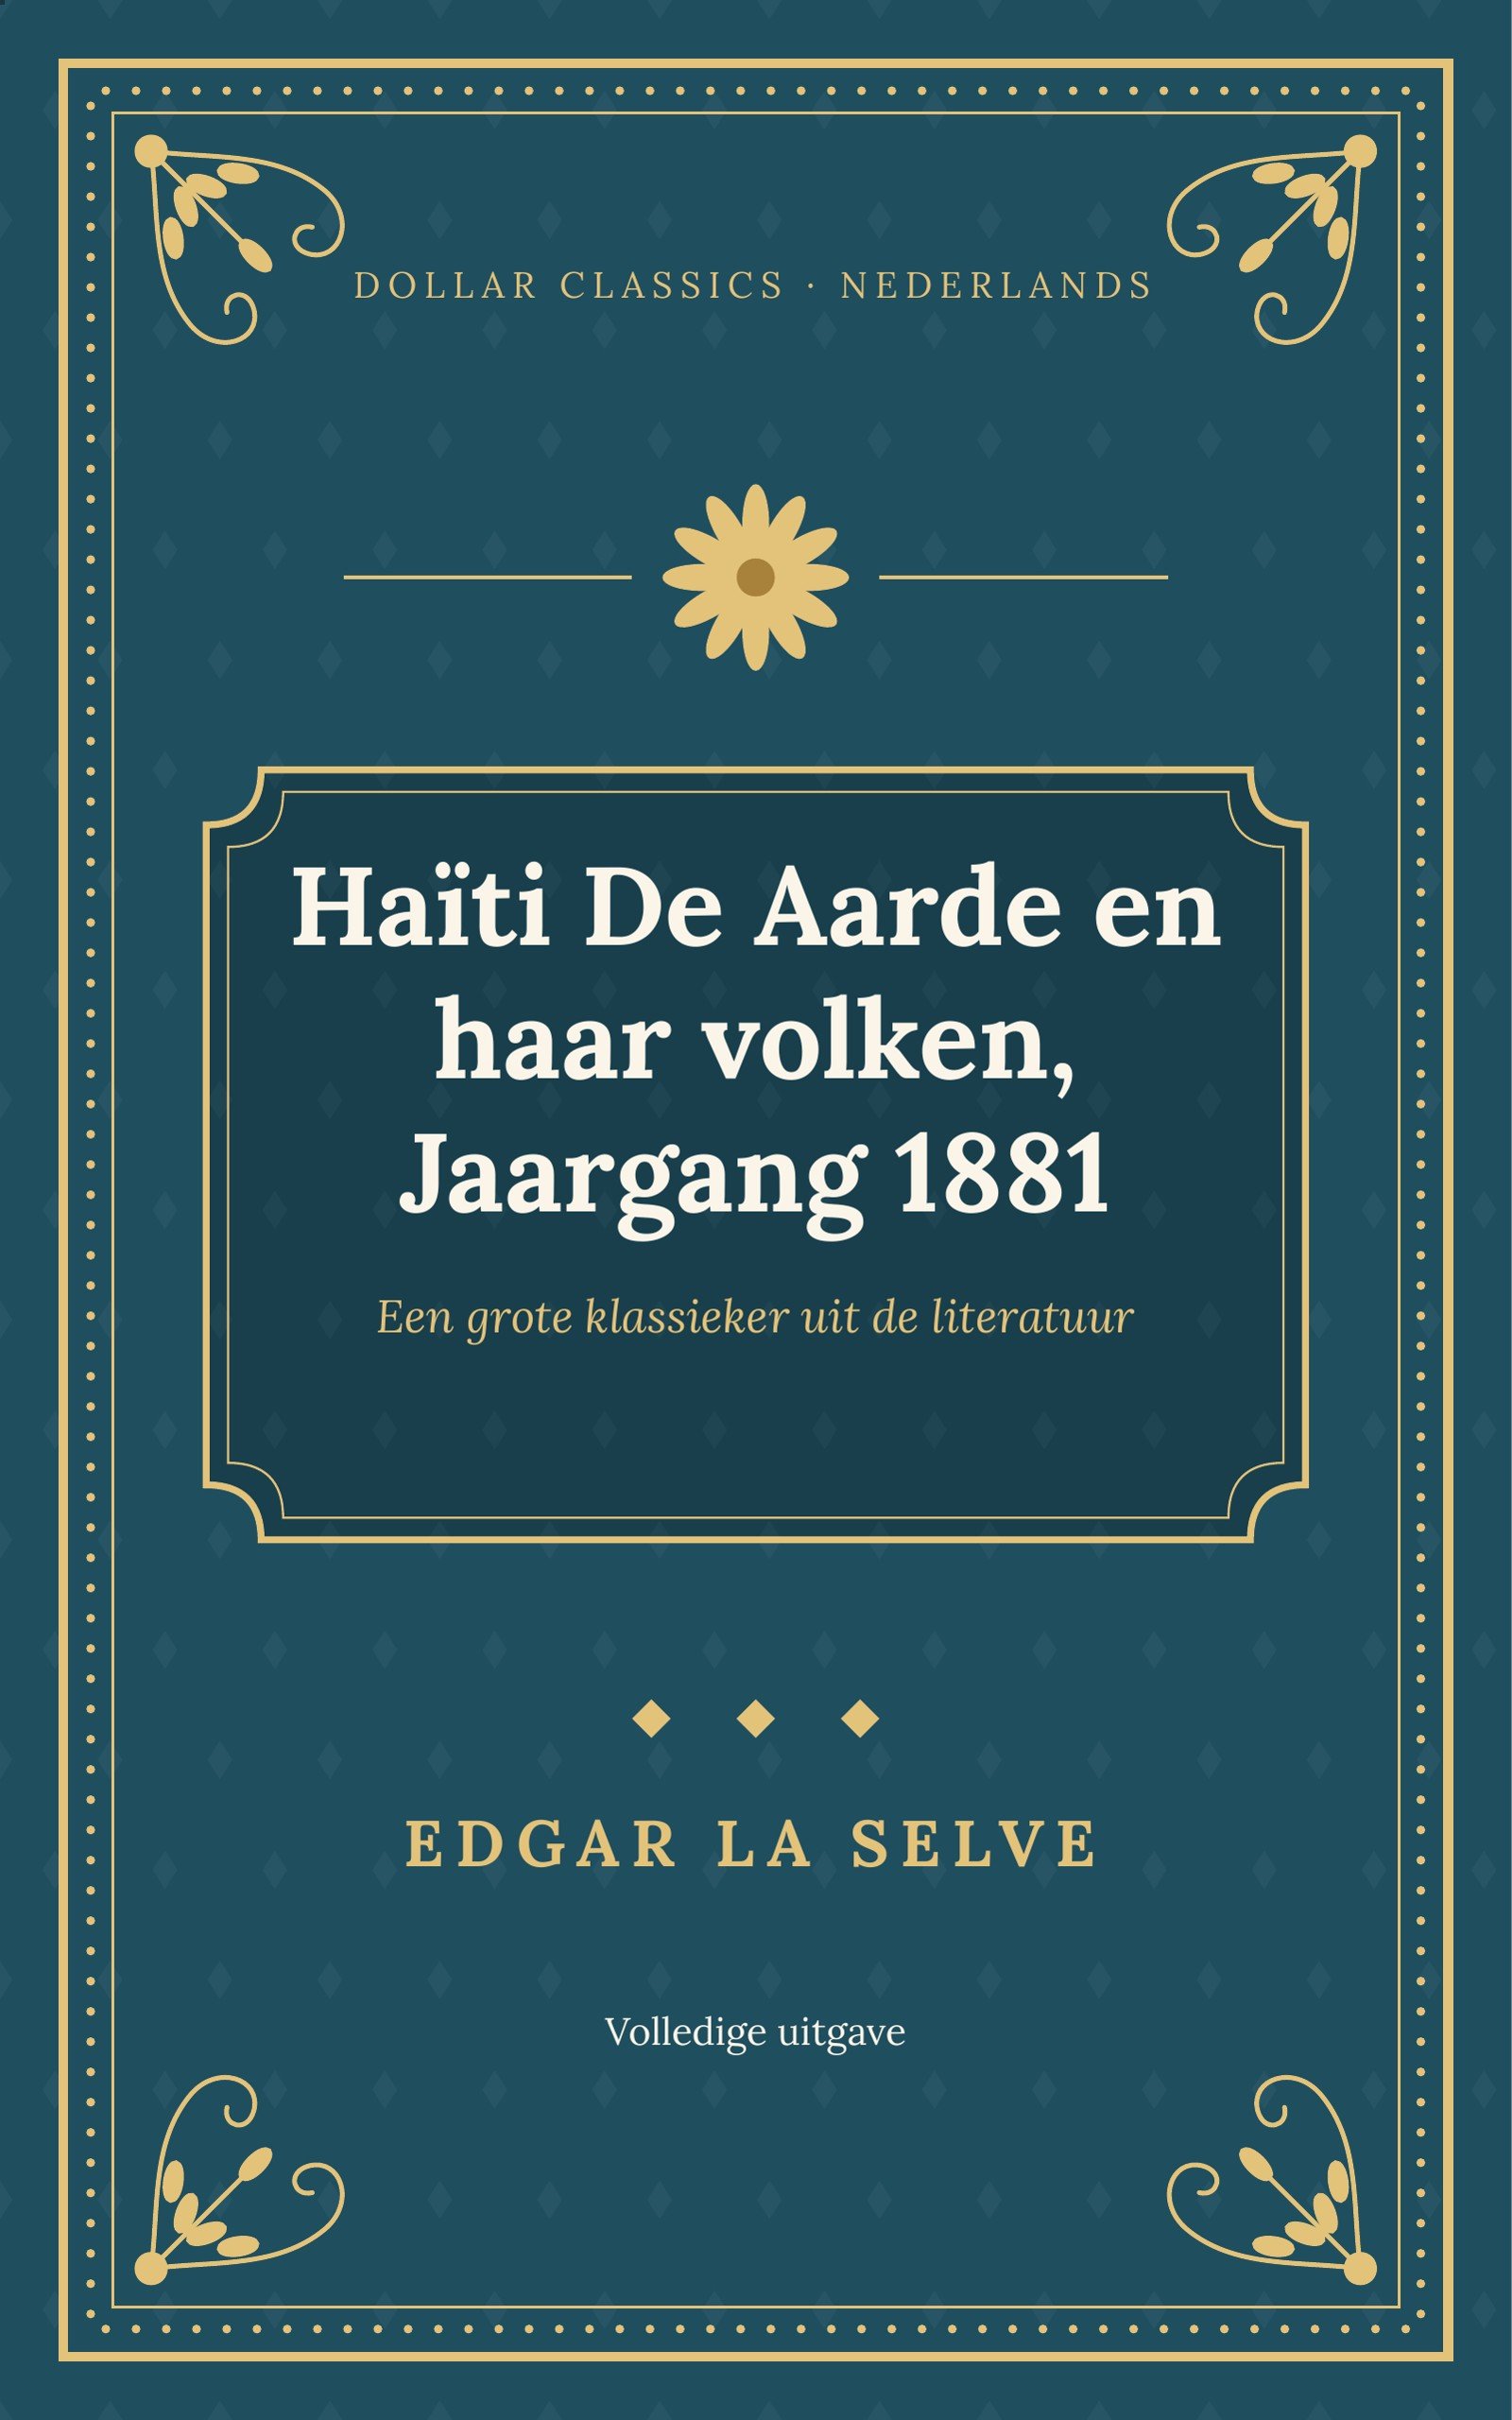 DOLLAR CLASSICS · NEDERLANDS
Haïti De Aarde en
haar volken,
Jaargang 1881
Een grote klassieker uit de literatuur
EDGAR LA SELVE
Volledige uitgave